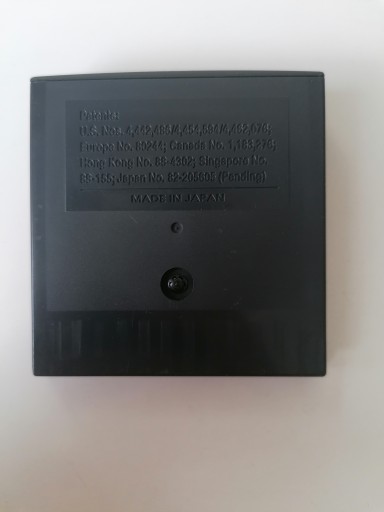 Patents:
U.S. Nos. 4,442,486/4,454,594/4,462,076;
Europe No. 80244; Canada No. 1,183,276;
Hong Kong No. 88-4302; Singapore No.
88-155; Japan No. 82-205605 (Pending)
MADE IN JAPAN